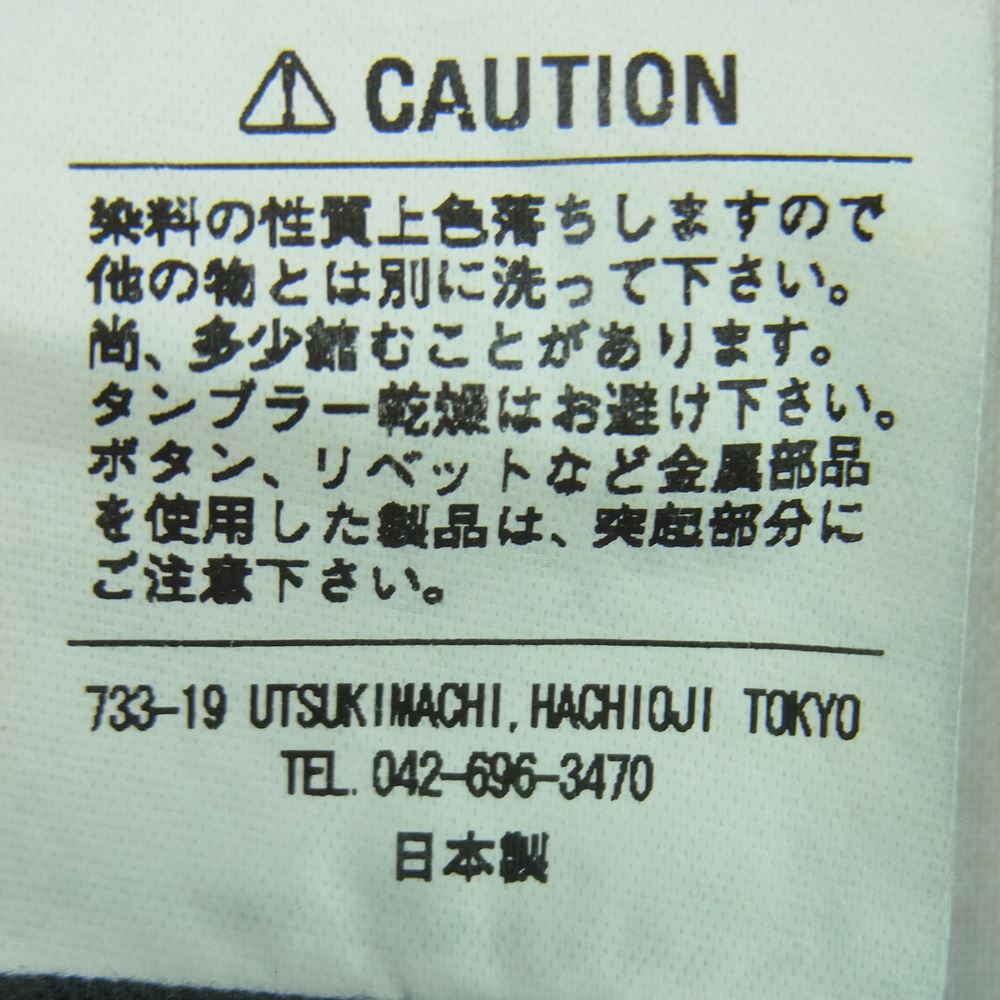 ⚠ CAUTION
染料の性質上色落ちしますので
他の物とは別に洗って下さい。
尚、多少縮むことがあります。
タンブラー乾燥はお避け下さい。
ボタン、リベットなど金属部品
を使用した製品は、突起部分に
ご注意下さい。
733-19 UTSUKIMACHI, HACHIOJI TOKYO
TEL. 042-696-3470
日本製